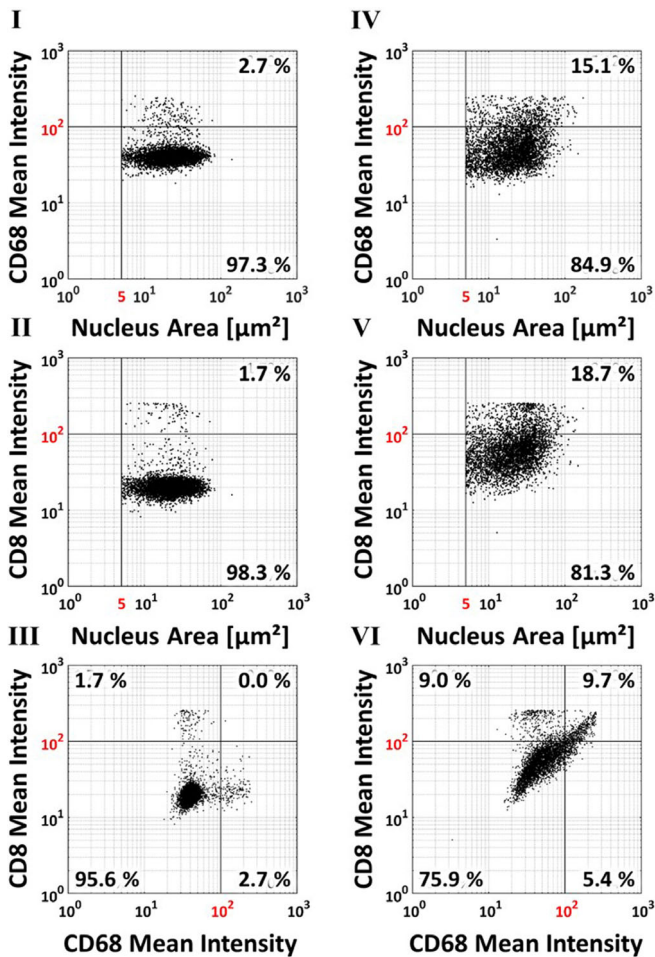 I
CD68 Mean Intensity
10³
10²
10¹
10⁰
2.7 %
97.3 %
10⁰ 5 10¹ 10² 10³
Nucleus Area [µm²]
IV
CD68 Mean Intensity
10³
10²
10¹
10⁰
15.1 %
84.9 %
10⁰ 5 10¹ 10² 10³
Nucleus Area [µm²]
II
CD8 Mean Intensity
10³
10²
10¹
10⁰
1.7 %
98.3 %
10⁰ 5 10¹ 10² 10³
Nucleus Area [µm²]
V
CD8 Mean Intensity
10³
10²
10¹
10⁰
18.7 %
81.3 %
10⁰ 5 10¹ 10² 10³
Nucleus Area [µm²]
III
CD8 Mean Intensity
10³
10²
10¹
10⁰
1.7 % 0.0 %
95.6 % 2.7 %
10⁰ 10¹ 10² 10³
CD68 Mean Intensity
VI
CD8 Mean Intensity
10³
10²
10¹
10⁰
9.0 % 9.7 %
75.9 % 5.4 %
10⁰ 10¹ 10² 10³
CD68 Mean Intensity